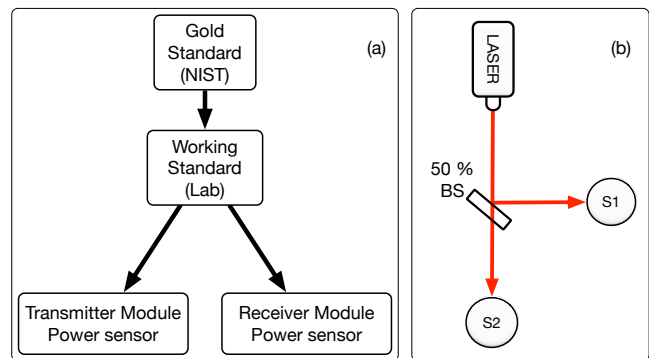 Gold
Standard
(NIST)
(a)
Working
Standard
(Lab)
Transmitter Module
Power sensor
Receiver Module
Power sensor
LASER
(b)
50 %
BS
S1
S2